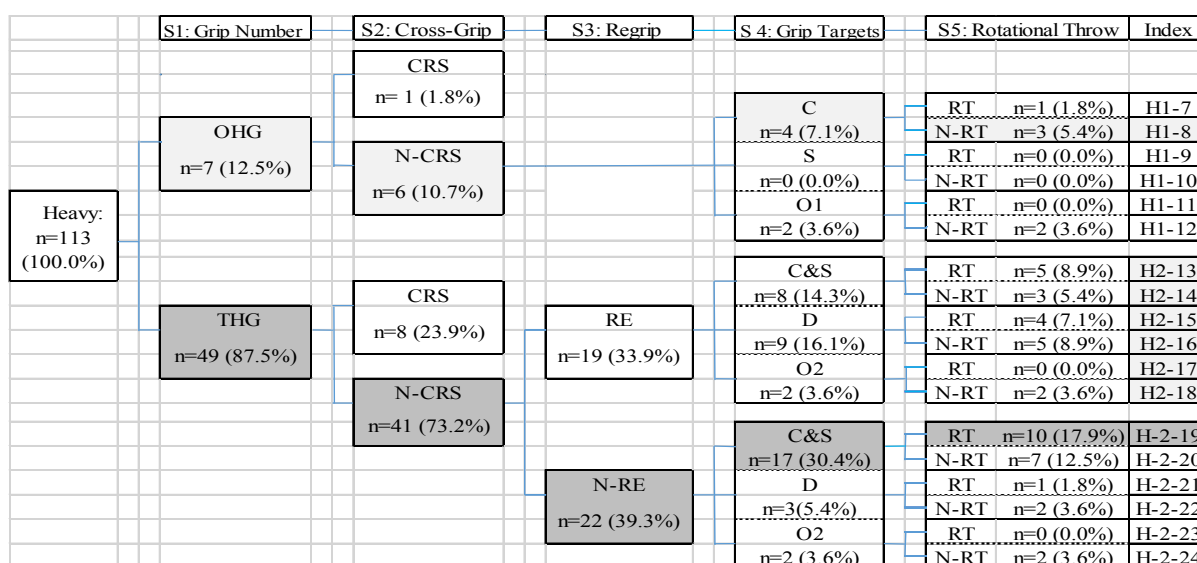 S1: Grip Number S2: Cross-Grip S3: Regrip S 4: Grip Targets S5: Rotational Throw Index
CRS
n= 1 (1.8%)
OHG
n=7 (12.5%)
N-CRS
n=6 (10.7%)
C
n=4 (7.1%)
RT n=1 (1.8%) H1-7
N-RT n=3 (5.4%) H1-8
S
n=0 (0.0%)
RT n=0 (0.0%) H1-9
N-RT n=0 (0.0%) H1-10
O1
n=2 (3.6%)
RT n=0 (0.0%) H1-11
N-RT n=2 (3.6%) H1-12
Heavy:
n=113
(100.0%)
THG
n=49 (87.5%)
CRS
n=8 (23.9%)
N-CRS
n=41 (73.2%)
RE
n=19 (33.9%)
C&S
n=8 (14.3%)
RT n=5 (8.9%) H2-13
N-RT n=3 (5.4%) H2-14
D
n=9 (16.1%)
RT n=4 (7.1%) H2-15
N-RT n=5 (8.9%) H2-16
O2
n=2 (3.6%)
RT n=0 (0.0%) H2-17
N-RT n=2 (3.6%) H2-18
N-RE
n=22 (39.3%)
C&S
n=17 (30.4%)
RT n=10 (17.9%) H-2-19
N-RT n=7 (12.5%) H-2-20
D
n=3(5.4%)
RT n=1 (1.8%) H-2-21
N-RT n=2 (3.6%) H-2-22
O2
n=2 (3.6%)
RT n=0 (0.0%) H-2-23
N-RT n=2 (3.6%) H-2-24